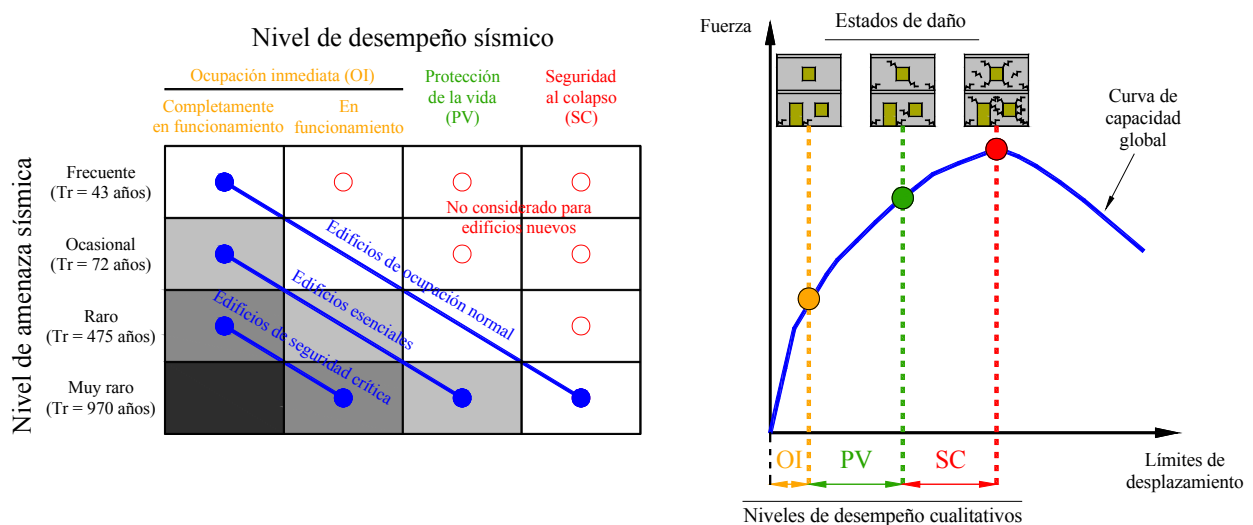 Nivel de desempeño sísmico
Ocupación inmediata (OI)
Completamente
en funcionamiento
En
funcionamiento
Protección
de la vida
(PV)
Seguridad
al colapso
(SC)
Nivel de amenaza sísmica
Frecuente
(Tr = 43 años)
Ocasional
(Tr = 72 años)
Raro
(Tr = 475 años)
Muy raro
(Tr = 970 años)
No considerado para
edificios nuevos
Edificios de ocupación normal
Edificios esenciales
Edificios de seguridad crítica
Fuerza
Estados de daño
Curva de
capacidad
global
OI
PV
SC
Límites de
desplazamiento
Niveles de desempeño cualitativos